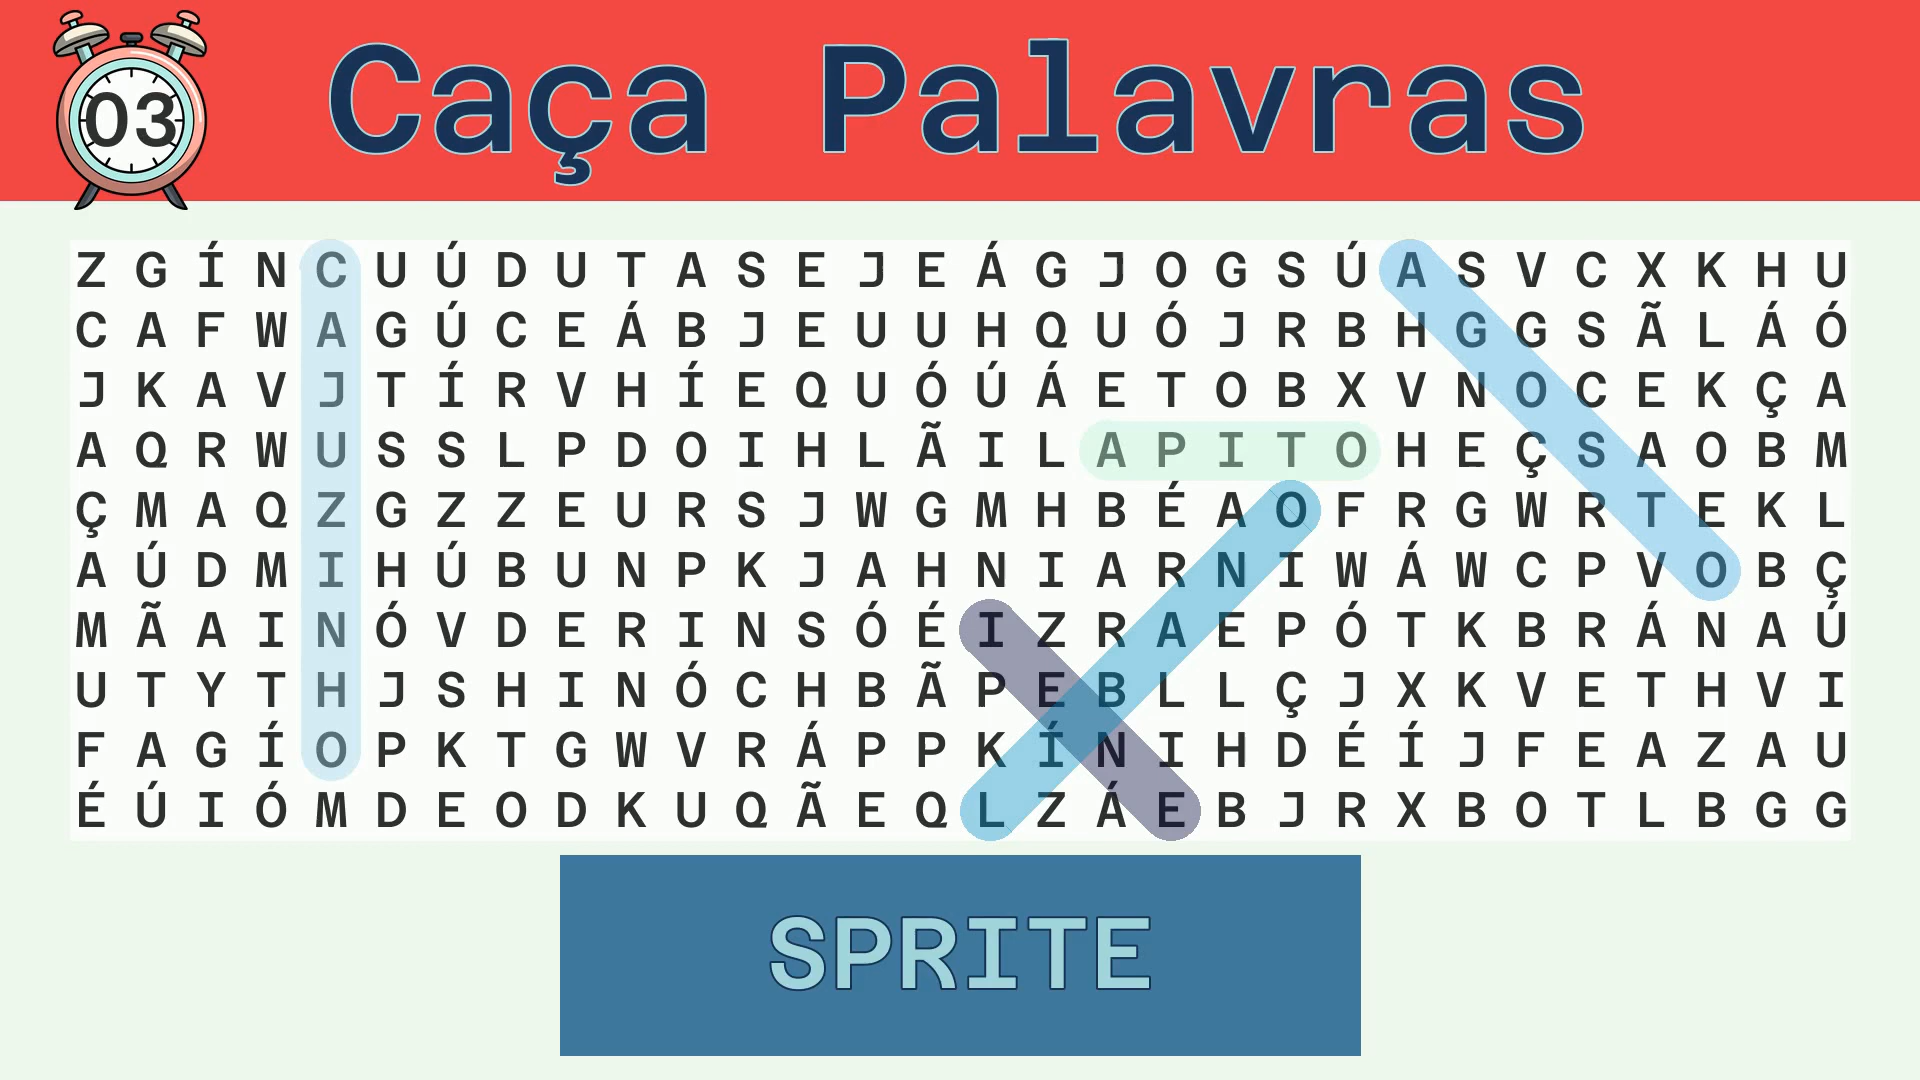 03
Caça Palavras
Z G Í N C U Ú D U T A S E J E Á G J O G S Ú A S V C X K H U
C A F W A G Ú C E Á B J E U U H Q U Ó J R B H G G S Ã L Á Ó
J K A V J T Í R V H Í E Q U Ó Ú Á E T O B X V N O C E K Ç A
A Q R W U S S L P D O I H L Ã I L A P I T O H E Ç S A O B M
Ç M A Q Z G Z Z E U R S J W G M H B É A O F R G W R T E K L
A Ú D M I H Ú B U N P K J A H N I A R N I W Á W C P V O B Ç
M Ã A I N Ó V D E R I N S Ó É I Z R A E P Ó T K B R Á N A Ú
U T Y T H J S H I N Ó C H B Ã P E B L L Ç J X K V E T H V I
F A G Í O P K T G W V R Á P P K Í N I H D É Í J F E A Z A U
É Ú I Ó M D E O D K U Q Ã E Q L Z Á E B J R X B O T L B G G
SPRITE